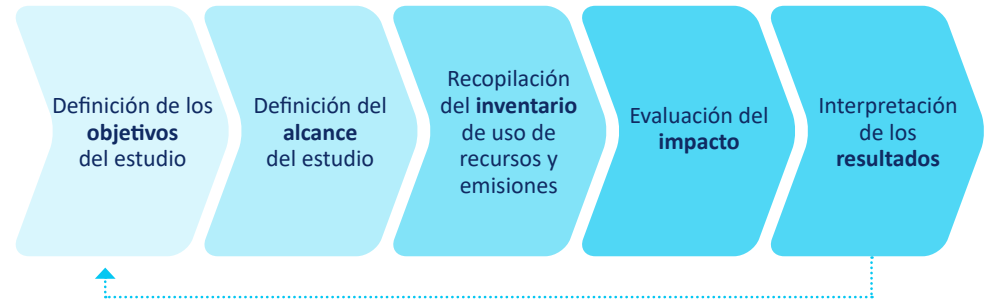 Definición de los
objetivos
del estudio
Definición del
alcance
del estudio
Recopilación
del inventario
de uso de
recursos y
emisiones
Evaluación del
impacto
Interpretación
de los
resultados